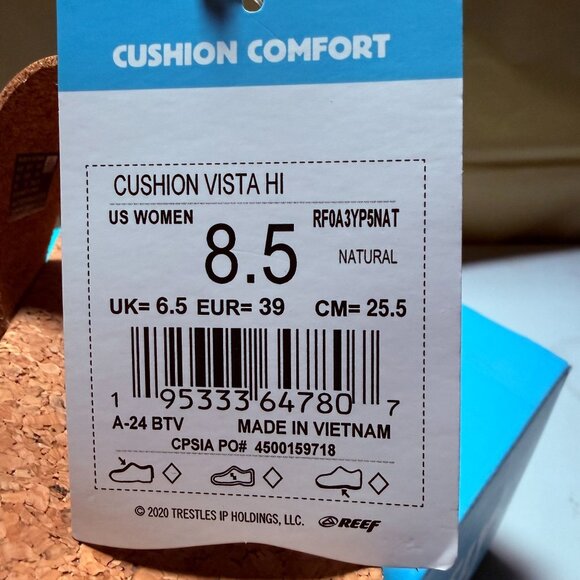 CUSHION COMFORT
CUSHION VISTA HI
US WOMEN 8.5 RF0A3YP5NAT
NATURAL
UK= 6.5 EUR= 39 CM= 25.5
1 95333 64780 7
A-24 BTV MADE IN VIETNAM
CPSIA PO# 4500159718
© 2020 TRESTLES IP HOLDINGS, LLC. REEF